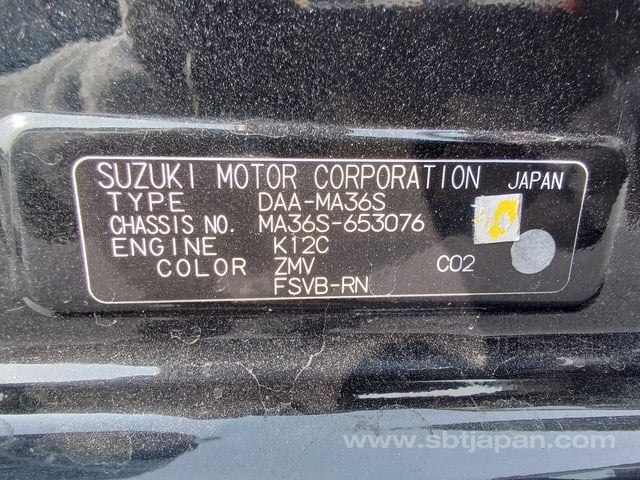 SUZUKI MOTOR CORPORATION JAPAN
TYPE DAA-MA36S
CHASSIS NO. MA36S-653076
ENGINE K12C
COLOR ZMV C02
FSVB-RN
www.sbtjapan.com